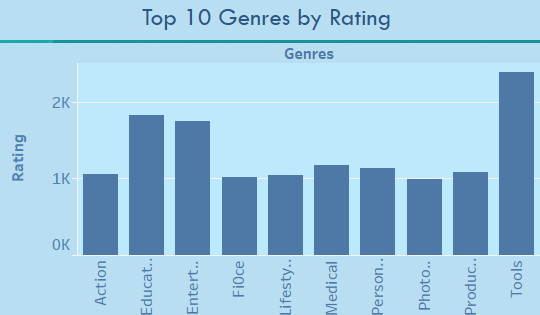 Top 10 Genres by Rating
Genres
Rating
2K
1K
0K
Action
Educat..
Entert..
Fi0ce
Lifesty..
Medical
Person..
Photo..
Produc..
Tools